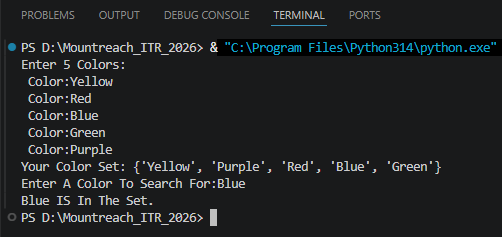 PROBLEMS OUTPUT DEBUG CONSOLE TERMINAL PORTS
PS D:\Mountreach_ITR_2026> & "C:\Program Files\Python314\python.exe"
Enter 5 Colors:
Color:Yellow
Color:Red
Color:Blue
Color:Green
Color:Purple
Your Color Set: {'Yellow', 'Purple', 'Red', 'Blue', 'Green'}
Enter A Color To Search For:Blue
Blue IS In The Set.
PS D:\Mountreach_ITR_2026>